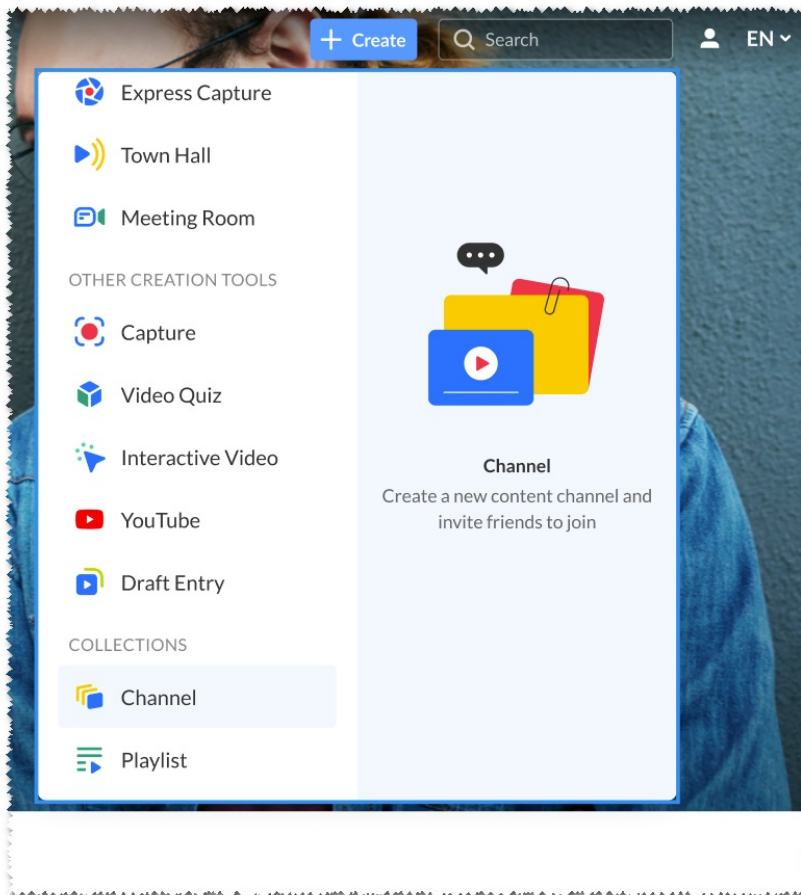 Create
Search
EN
Express Capture
Town Hall
Meeting Room
OTHER CREATION TOOLS
Capture
Video Quiz
Interactive Video
YouTube
Draft Entry
COLLECTIONS
Channel
Playlist
Channel
Create a new content channel and
invite friends to join